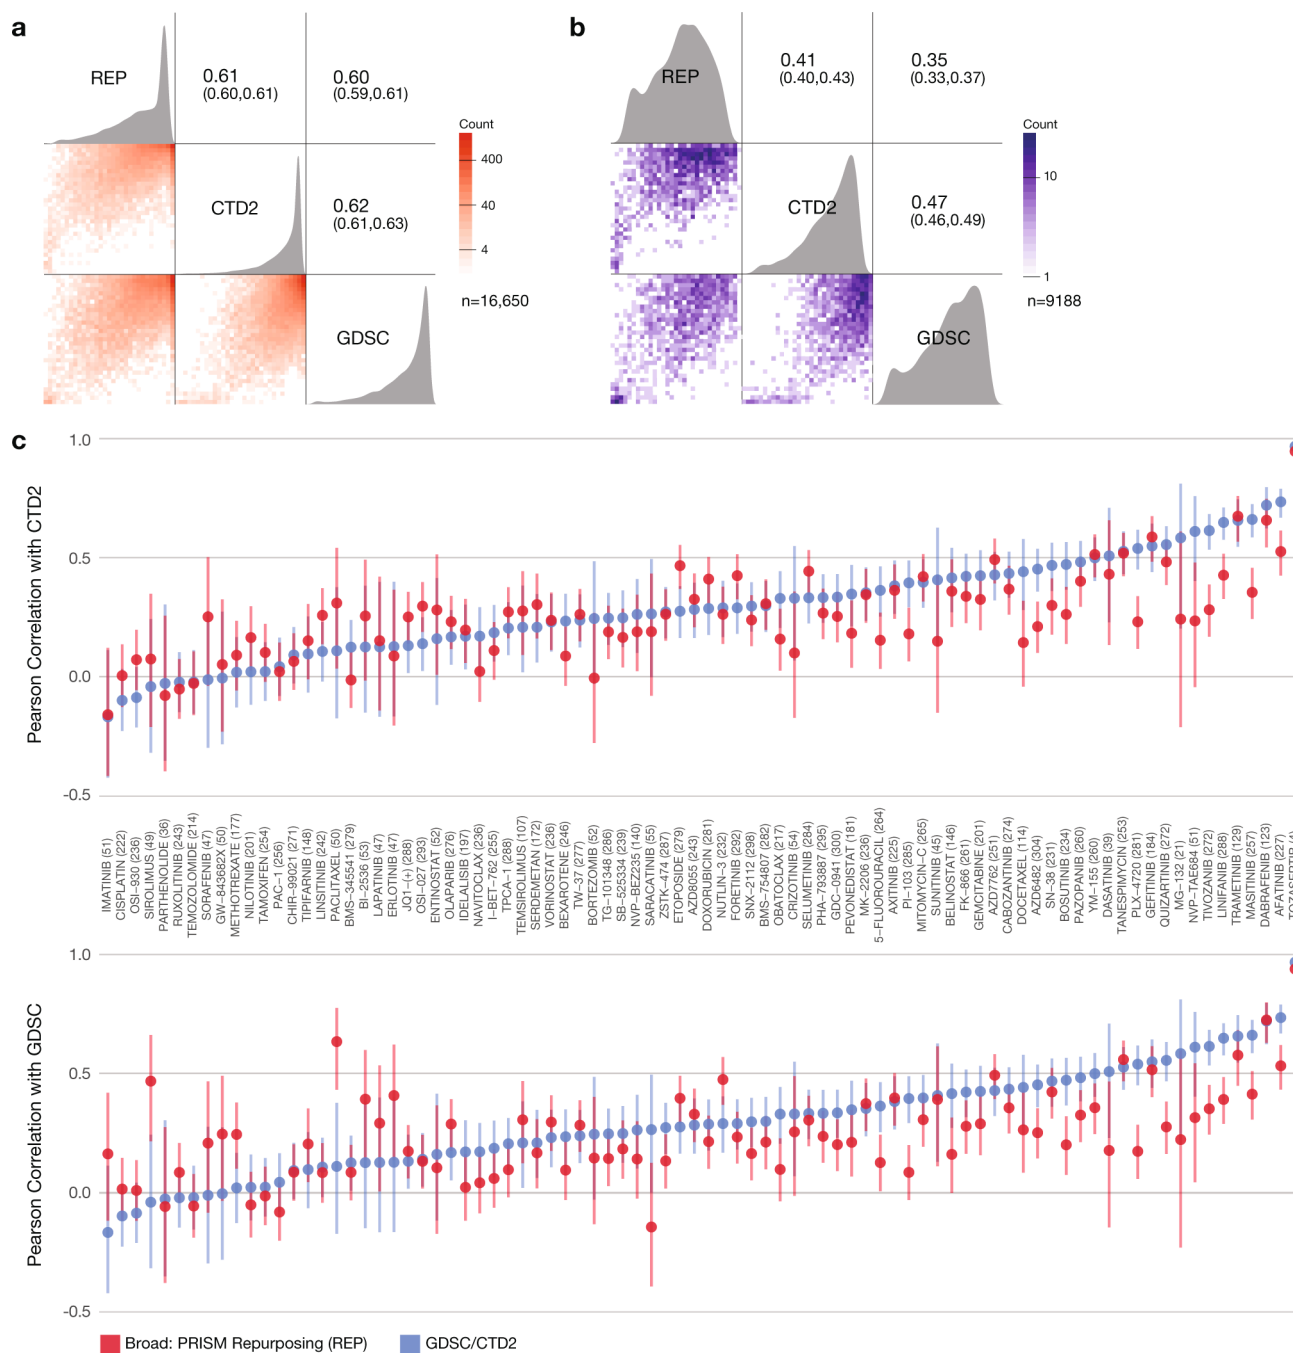 a
REP
0.61
(0.60,0.61)
0.60
(0.59,0.61)
CTD2
0.62
(0.61,0.63)
GDSC
Count
400
40
4
n=16,650
b
REP
0.41
(0.40,0.43)
0.35
(0.33,0.37)
CTD2
0.47
(0.46,0.49)
GDSC
Count
10
1
n=9188
c
Pearson Correlation with CTD2
1.0
0.5
0.0
-0.5
IMATINIB (51)
CISPLATIN (222)
OSI-930 (236)
SIROLIMUS (49)
PARTHENOLIDE (36)
RUXOLITINIB (243)
TEMOZOLOMIDE (214)
SORAFENIB (47)
GW-843682X (50)
METHOTREXATE (177)
NILOTINIB (201)
TAMOXIFEN (254)
PAC-1 (256)
CHIR-99021 (271)
TIPIFARNIB (148)
LINSITINIB (242)
PACLITAXEL (50)
BMS-345541 (279)
BI-2536 (53)
LAPATINIB (47)
ERLOTINIB (47)
JQ1-(+) (288)
OSI-027 (293)
ENTINOSTAT (52)
OLAPARIB (276)
IDELALISIB (197)
NAVITOCLAX (236)
I-BET-762 (255)
TPCA-1 (288)
TEMSIROLIMUS (107)
SERDEMETAN (172)
VORINOSTAT (236)
BEXAROTENE (246)
TW-37 (277)
BORTEZOMIB (52)
TG-101348 (286)
SB-525334 (239)
NVP-BEZ235 (140)
SARACATINIB (55)
ZSTK-474 (287)
ETOPOSIDE (279)
AZD8055 (243)
DOXORUBICIN (281)
NUTLIN-3 (232)
FORETINIB (292)
SNX-2112 (298)
BMS-754807 (282)
OBATOCLAX (217)
CRIZOTINIB (54)
SELUMETINIB (284)
PHA-793887 (295)
GDC-0941 (300)
PEVONEDISTAT (181)
MK-2206 (236)
5-FLUOROURACIL (264)
AXITINIB (225)
PI-103 (285)
MITOMYCIN-C (265)
SUNITINIB (45)
BELINOSTAT (146)
FK-866 (261)
GEMCITABINE (201)
AZD7762 (251)
CABOZANTINIB (274)
DOCETAXEL (114)
AZD6482 (304)
SN-38 (231)
BOSUTINIB (234)
PAZOPANIB (260)
YM-155 (260)
DASATINIB (39)
TANESPIMYCIN (253)
PLX-4720 (281)
GEFITINIB (184)
QUIZARTINIB (272)
MG-132 (21)
NVP-TAE684 (51)
TIVOZANIB (272)
LINIFANIB (288)
TRAMETINIB (129)
MASITINIB (257)
DABRAFENIB (123)
AFATINIB (227)
Pearson Correlation with GDSC
1.0
0.5
0.0
-0.5
Broad: PRISM Repurposing (REP)
GDSC/CTD2